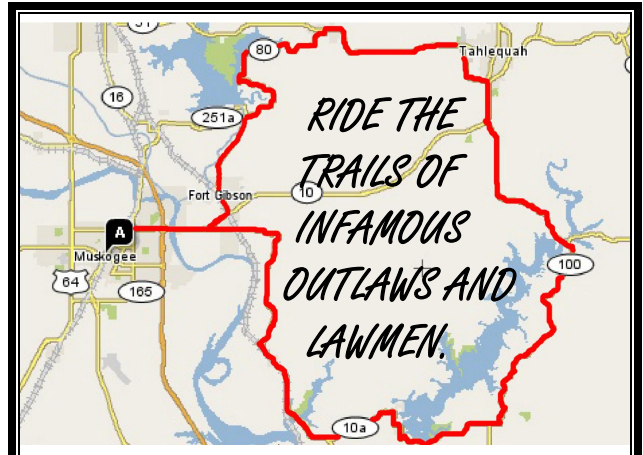 51
80
Tahlequah
16
251a
RIDE THE
TRAILS OF
INFAMOUS
OUTLAWS AND
LAWMEN.
Fort Gibson
10
A
Muskogee
64
165
100
10a